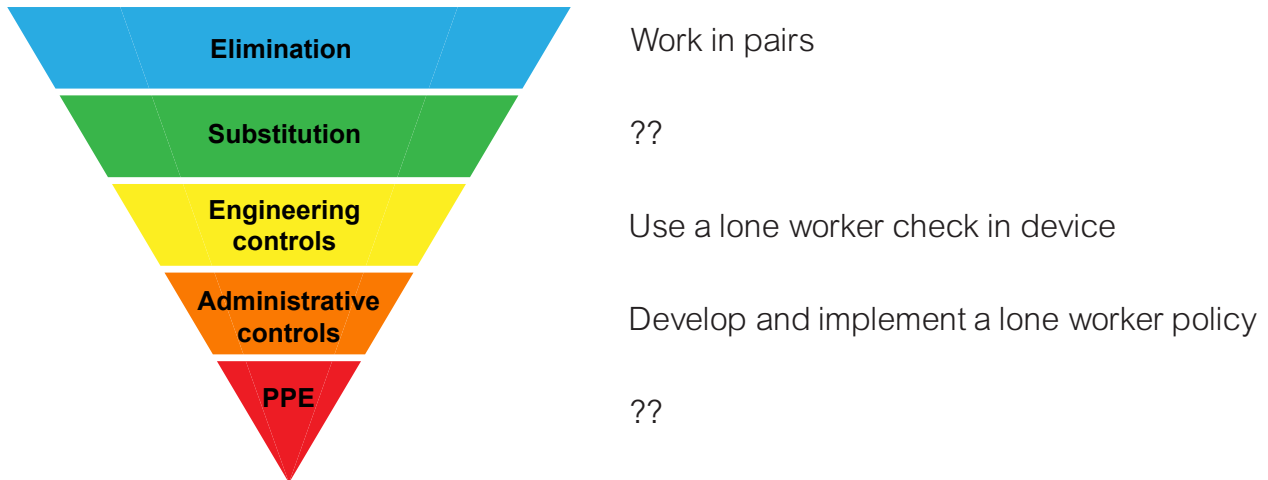 Elimination
Work in pairs
Substitution
??
Engineering
controls
Use a lone worker check in device
Administrative
controls
Develop and implement a lone worker policy
PPE
??